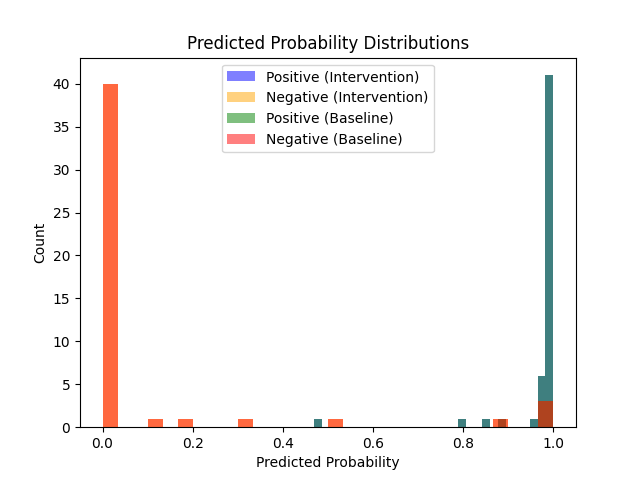 Predicted Probability Distributions
Positive (Intervention)
Negative (Intervention)
Positive (Baseline)
Negative (Baseline)
Count
40
35
30
25
20
15
10
5
0
0.0 0.2 0.4 0.6 0.8 1.0
Predicted Probability